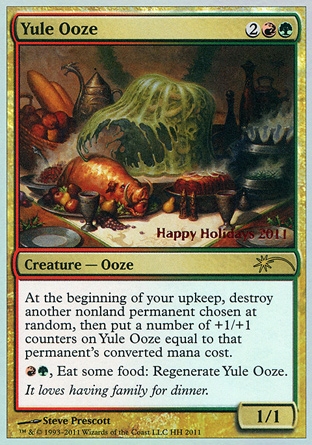 Yule Ooze 2
Happy Holidays 2011
Creature — Ooze
At the beginning of your upkeep, destroy
another nonland permanent chosen at
random, then put a number of +1/+1
counters on Yule Ooze equal to that
permanent's converted mana cost.
, Eat some food: Regenerate Yule Ooze.
It loves having family for dinner.
Steve Prescott
™ & © 1993–2011 Wizards of the Coast LLC HH 2011
1/1